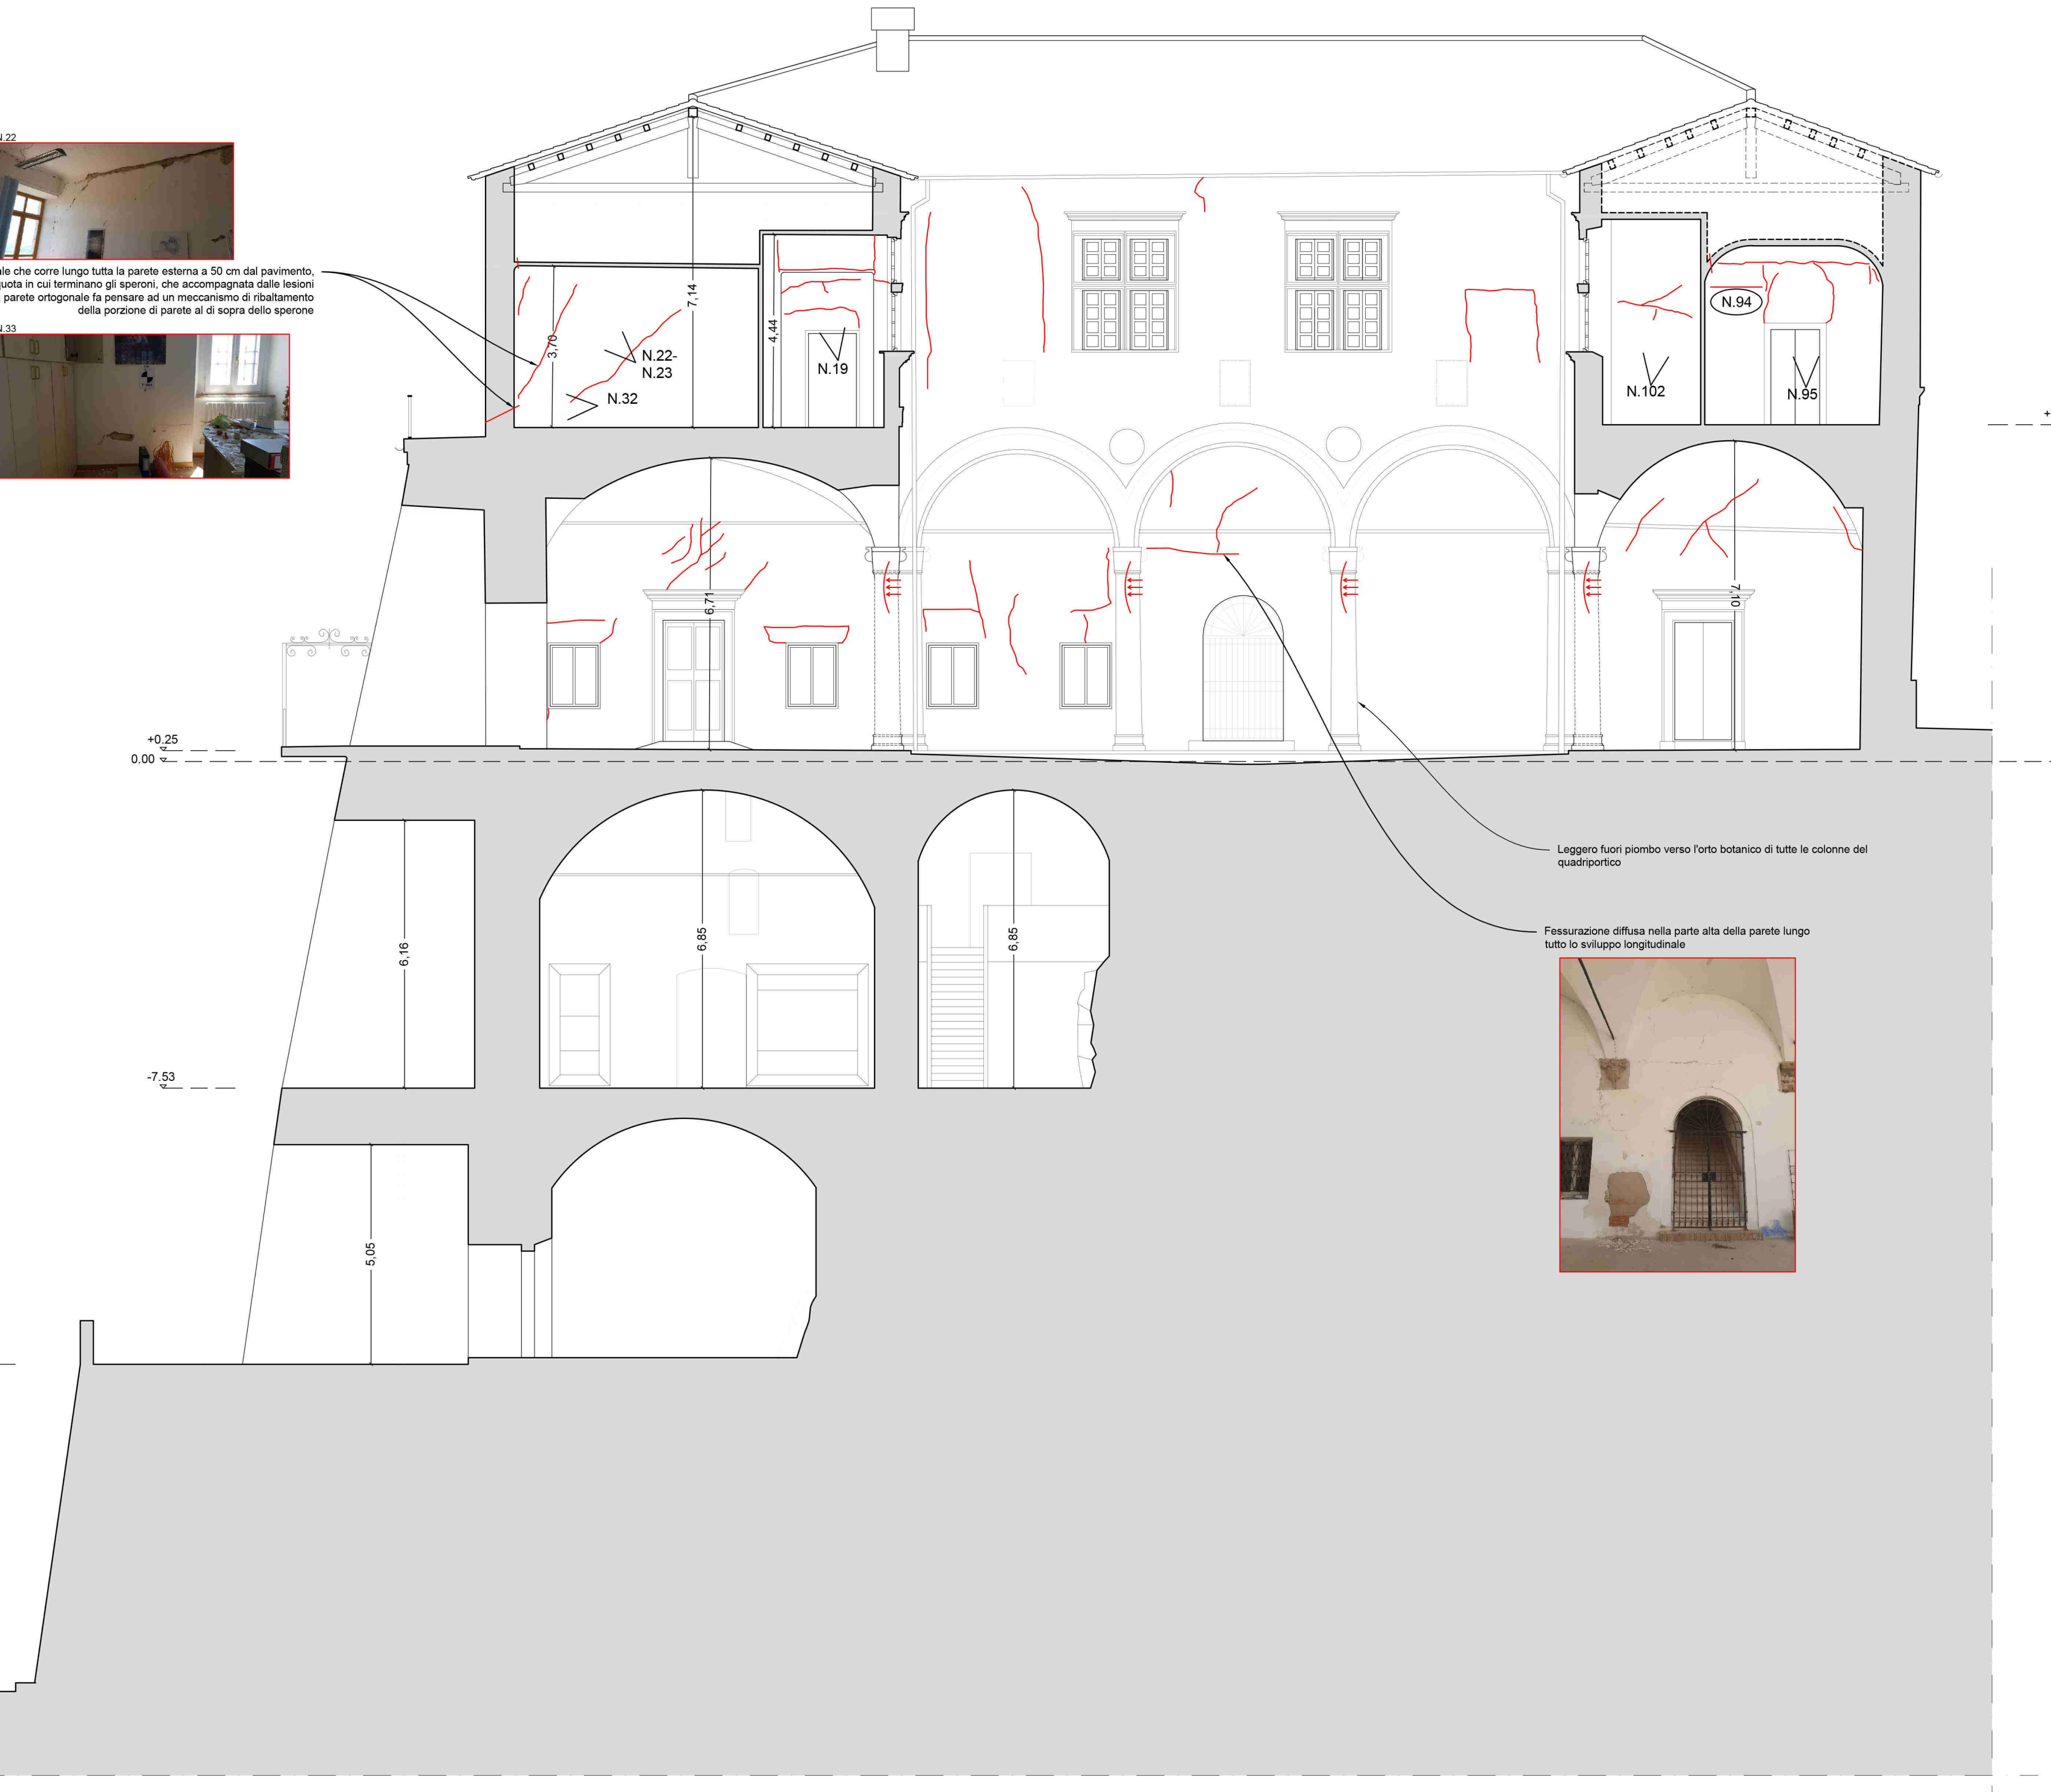 N.22
ale che corre lungo tutta la parete esterna a 50 cm dal pavimento,
quota in cui terminano gli speroni, che accompagnata dalle lesioni
parete ortogonale fa pensare ad un meccanismo di ribaltamento
della porzione di parete al di sopra dello sperone
N.33
3,70
7,14
4,44
N.22-
N.23
N.32
N.19
N.94
N.102
N.95
+
6,71
7,10
+0.25
0.00
6,16
6,85
6,85
Leggero fuori piombo verso l'orto botanico di tutte le colonne del
quadriportico
Fessurazione diffusa nella parte alta della parete lungo
tutto lo sviluppo longitudinale
-7.53
5,05